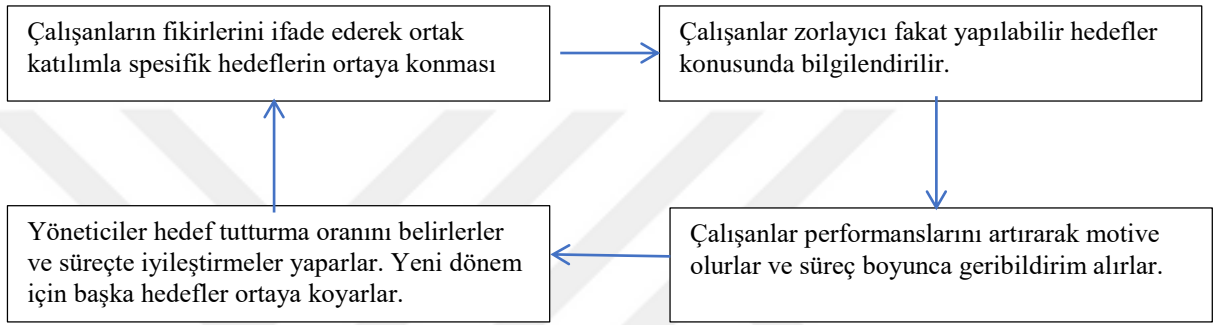 Çalışanların fikirlerini ifade ederek ortak
katılımla spesifik hedeflerin ortaya konması
Çalışanlar zorlayıcı fakat yapılabilir hedefler
konusunda bilgilendirilir.
Çalışanlar performanslarını artırarak motive
olurlar ve süreç boyunca geribildirim alırlar.
Yöneticiler hedef tutturma oranını belirlerler
ve süreçte iyileştirmeler yaparlar. Yeni dönem
için başka hedefler ortaya koyarlar.